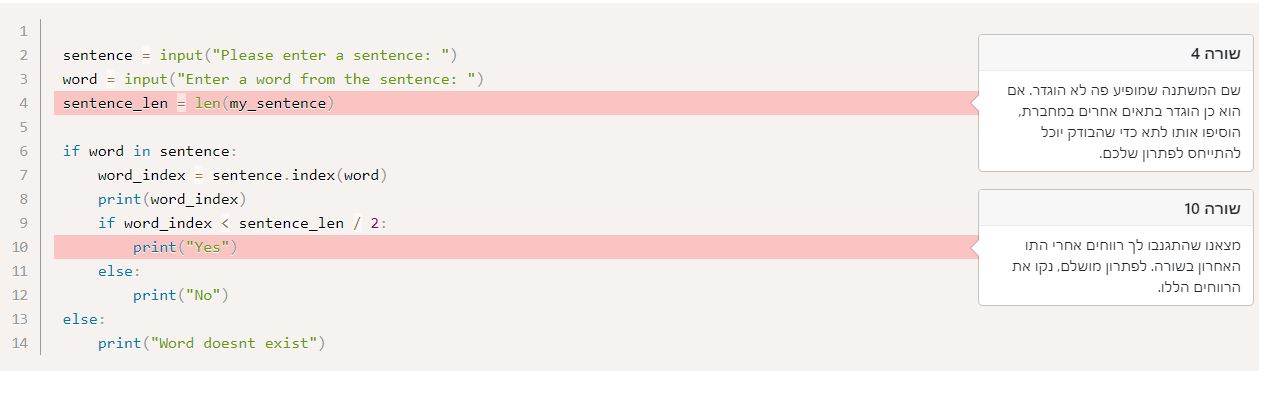 1
2 sentence = input("Please enter a sentence: ")
3 word = input("Enter a word from the sentence: ")
4 sentence_len = len(my_sentence)
5
6 if word in sentence:
7     word_index = sentence.index(word)
8     print(word_index)
9     if word_index < sentence_len / 2:
10         print("Yes")
11     else:
12         print("No")
13 else:
14     print("Word doesnt exist")
שורה 4
שם המשתנה שמופיע פה לא הוגדר. אם
הוא כן הוגדר בתאים אחרים במחברת,
הוסיפו אותו לתא כדי שהבודק יוכל
להתייחס לפתרון שלכם.
שורה 10
מצאנו שהתגנבו לך רווחים אחרי התו
האחרון בשורה. לפתרון מושלם, נקו את
הרווחים הללו.